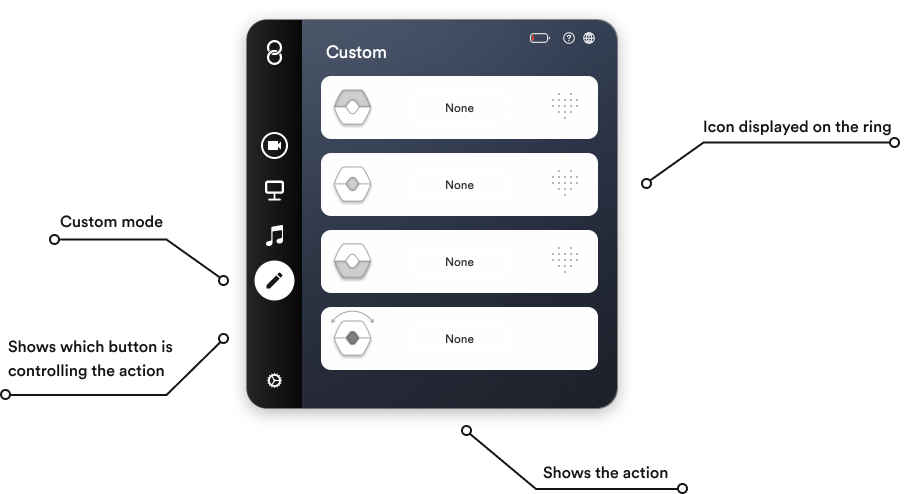 Custom
None
None
None
None
Icon displayed on the ring
Custom mode
Shows which button is
controlling the action
Shows the action